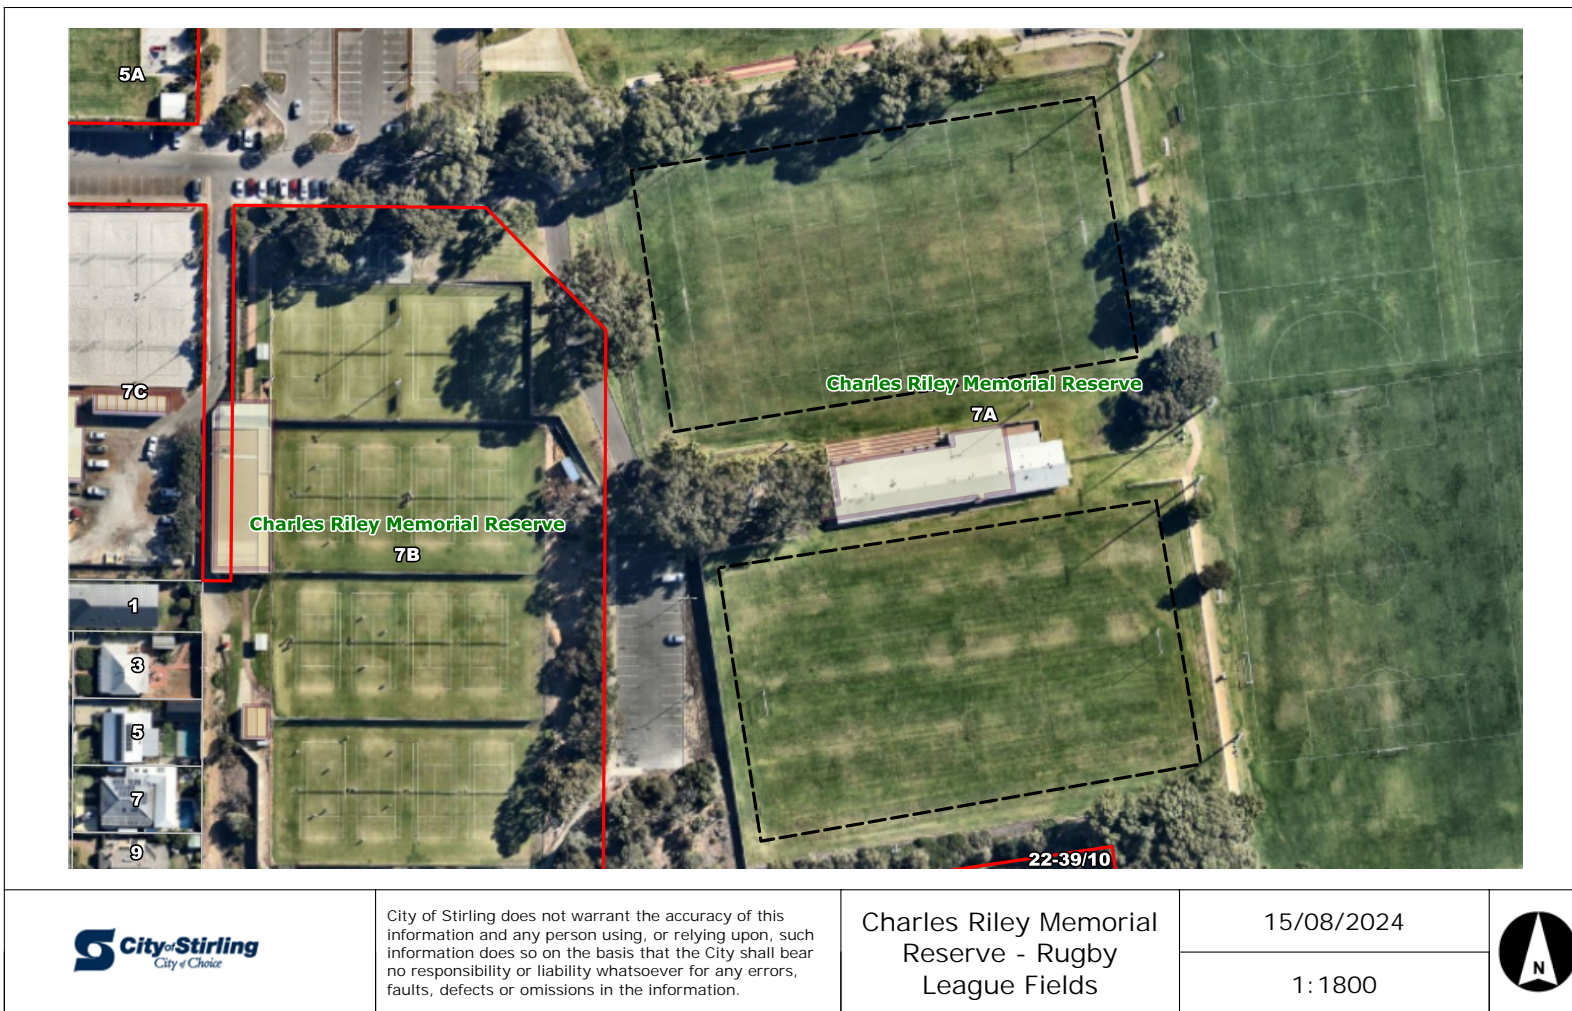 5A
7C
Charles Riley Memorial Reserve
7A
Charles Riley Memorial Reserve
7B
1
3
5
7
9
22-39/10
City of Stirling
City of Choice
City of Stirling does not warrant the accuracy of this
information and any person using, or relying upon, such
information does so on the basis that the City shall bear
no responsibility or liability whatsoever for any errors,
faults, defects or omissions in the information.
Charles Riley Memorial
Reserve - Rugby
League Fields
15/08/2024
1:1800
N